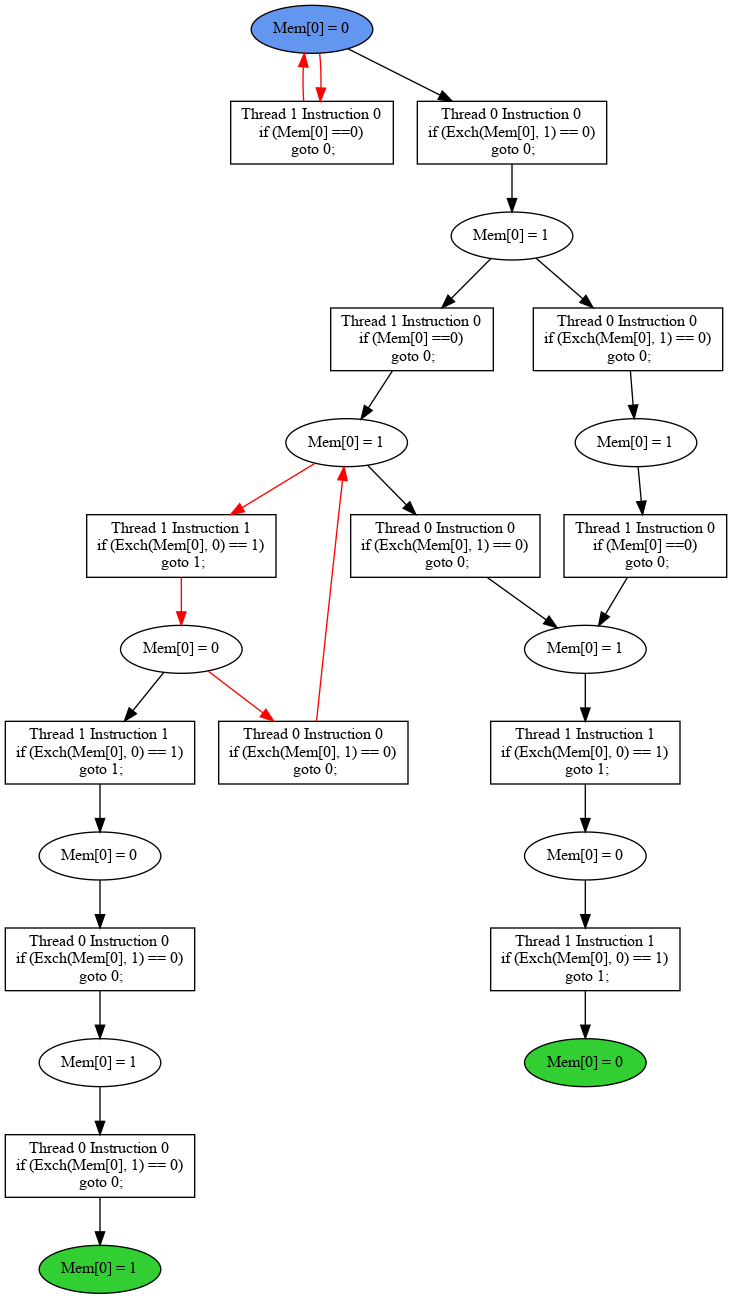 Mem[0] = 0
Thread 1 Instruction 0
if (Mem[0] ==0)
goto 0;
Thread 0 Instruction 0
if (Exch(Mem[0], 1) == 0)
goto 0;
Mem[0] = 1
Thread 1 Instruction 0
if (Mem[0] ==0)
goto 0;
Thread 0 Instruction 0
if (Exch(Mem[0], 1) == 0)
goto 0;
Mem[0] = 1
Mem[0] = 1
Thread 1 Instruction 1
if (Exch(Mem[0], 0) == 1)
goto 1;
Thread 0 Instruction 0
if (Exch(Mem[0], 1) == 0)
goto 0;
Thread 1 Instruction 0
if (Mem[0] ==0)
goto 0;
Mem[0] = 0
Mem[0] = 1
Thread 1 Instruction 1
if (Exch(Mem[0], 0) == 1)
goto 1;
Thread 0 Instruction 0
if (Exch(Mem[0], 1) == 0)
goto 0;
Thread 1 Instruction 1
if (Exch(Mem[0], 0) == 1)
goto 1;
Mem[0] = 0
Mem[0] = 0
Thread 0 Instruction 0
if (Exch(Mem[0], 1) == 0)
goto 0;
Thread 1 Instruction 1
if (Exch(Mem[0], 0) == 1)
goto 1;
Mem[0] = 1
Mem[0] = 0
Thread 0 Instruction 0
if (Exch(Mem[0], 1) == 0)
goto 0;
Mem[0] = 1